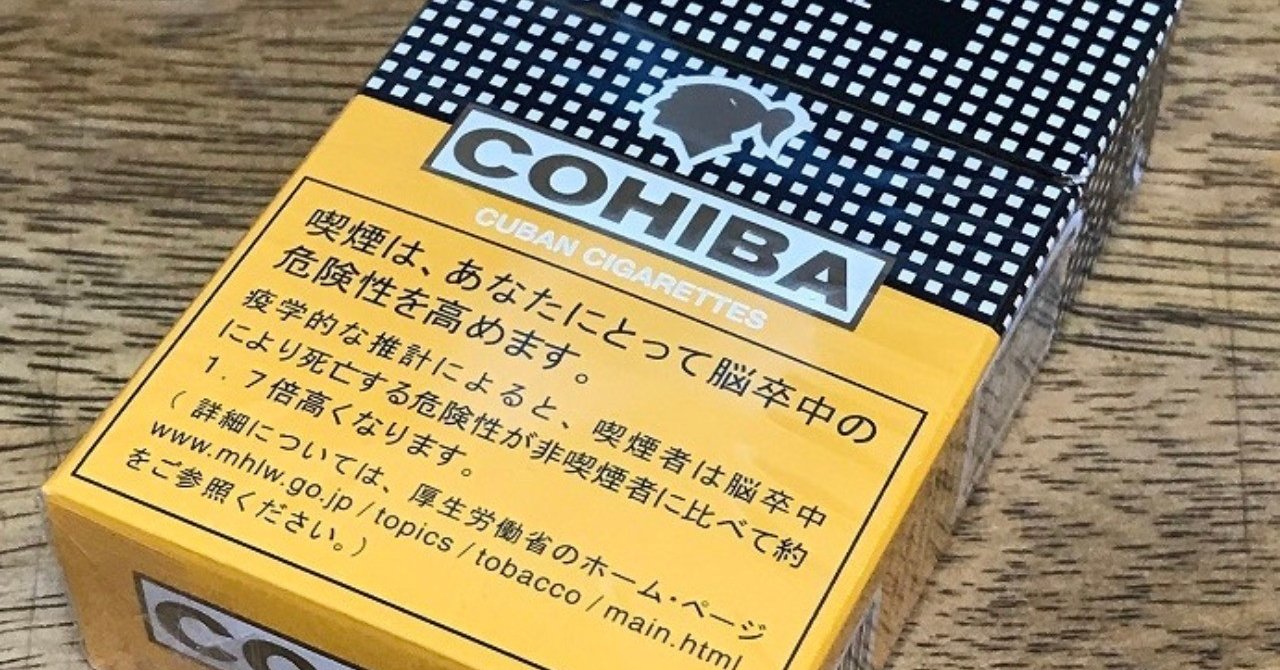 COHIBA
CUBAN CIGARETTES
喫煙は、あなたにとって脳卒中の
危険性を高めます。
疫学的な推計によると、喫煙者は脳卒中
により死亡する危険性が非喫煙者に比べて約
1.7倍高くなります。
(詳細については、厚生労働省のホーム・ページ
www.mhlw.go.jp/topics/tobacco/main.html
をご参照ください。)
CO